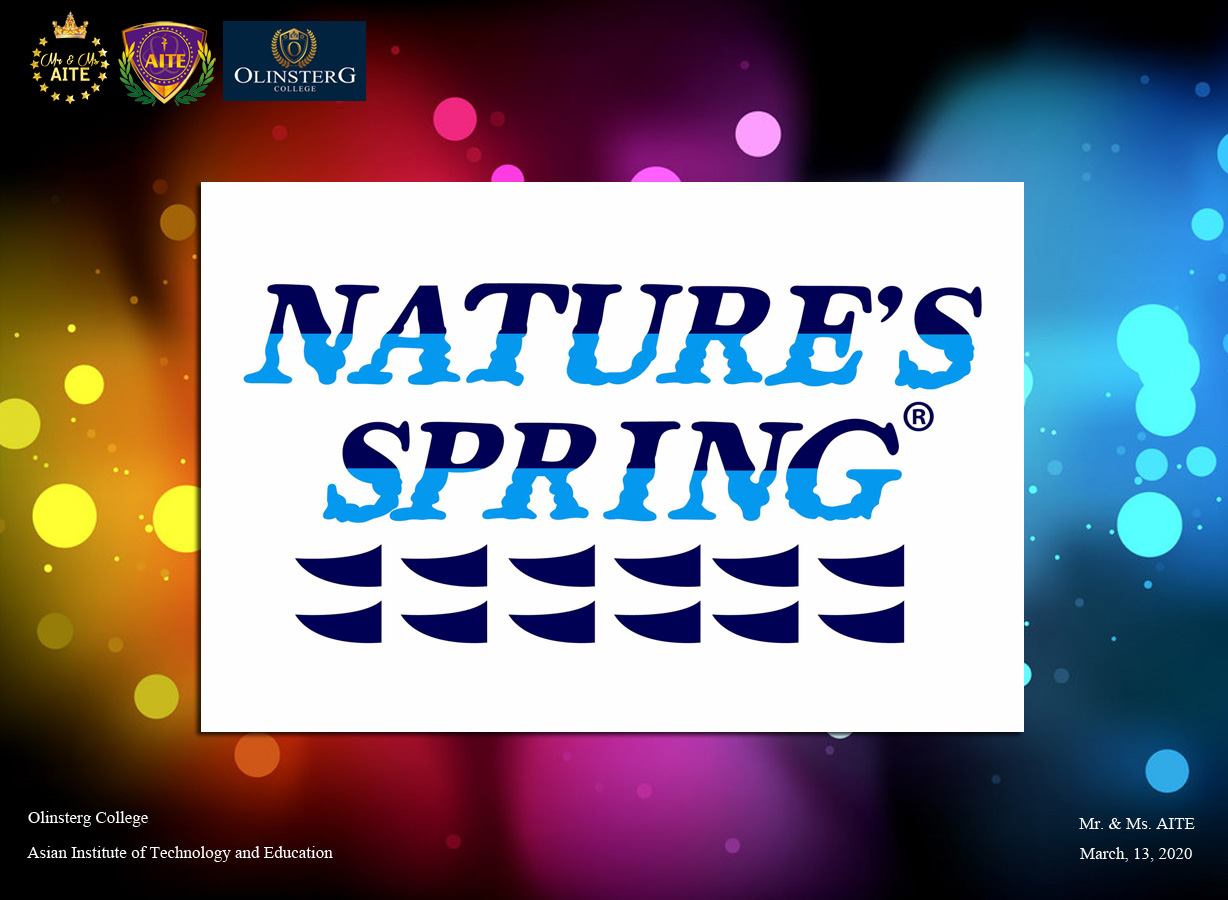 Mr & Ms
AITE
AITE
OLINSTERG
COLLEGE
NATURE'S
SPRING®
Olinsterg College
Asian Institute of Technology and Education
Mr. & Ms. AITE
March, 13, 2020